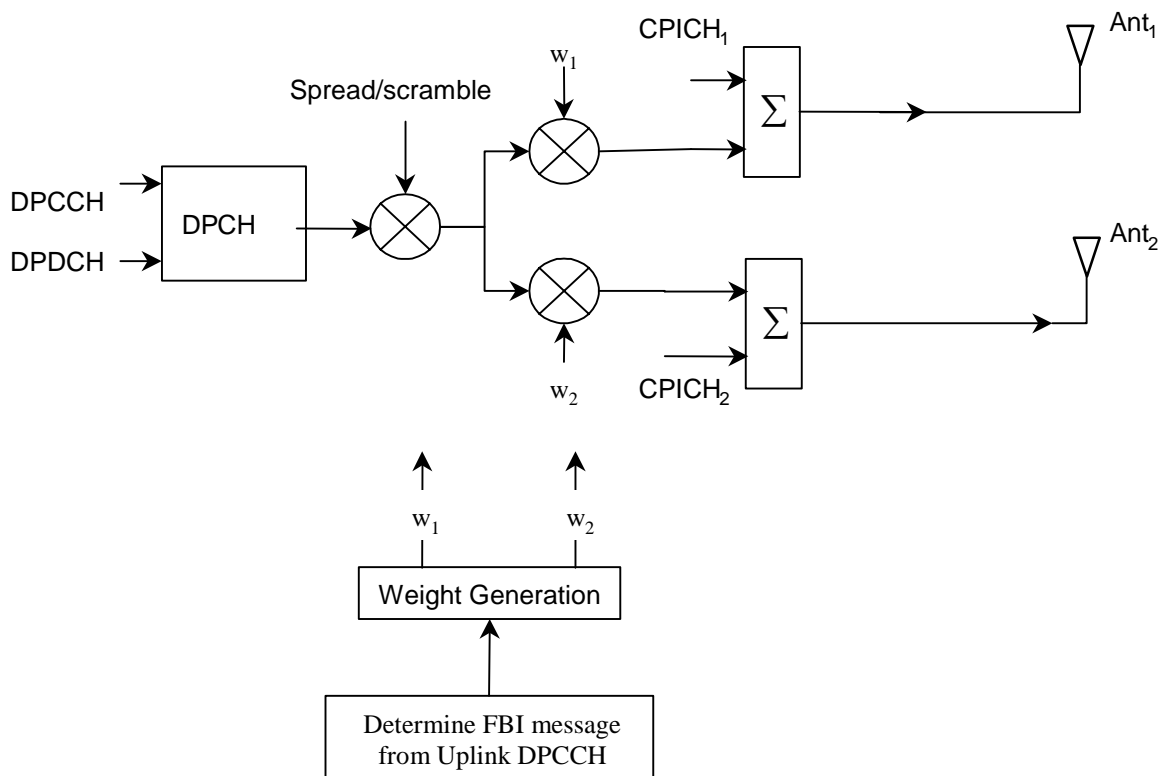 CPICH1
Ant1
w1
Spread/scramble
Σ
DPCCH
DPCH
DPDCH
Ant2
Σ
w2
CPICH2
w1
w2
Weight Generation
Determine FBI message
from Uplink DPCCH